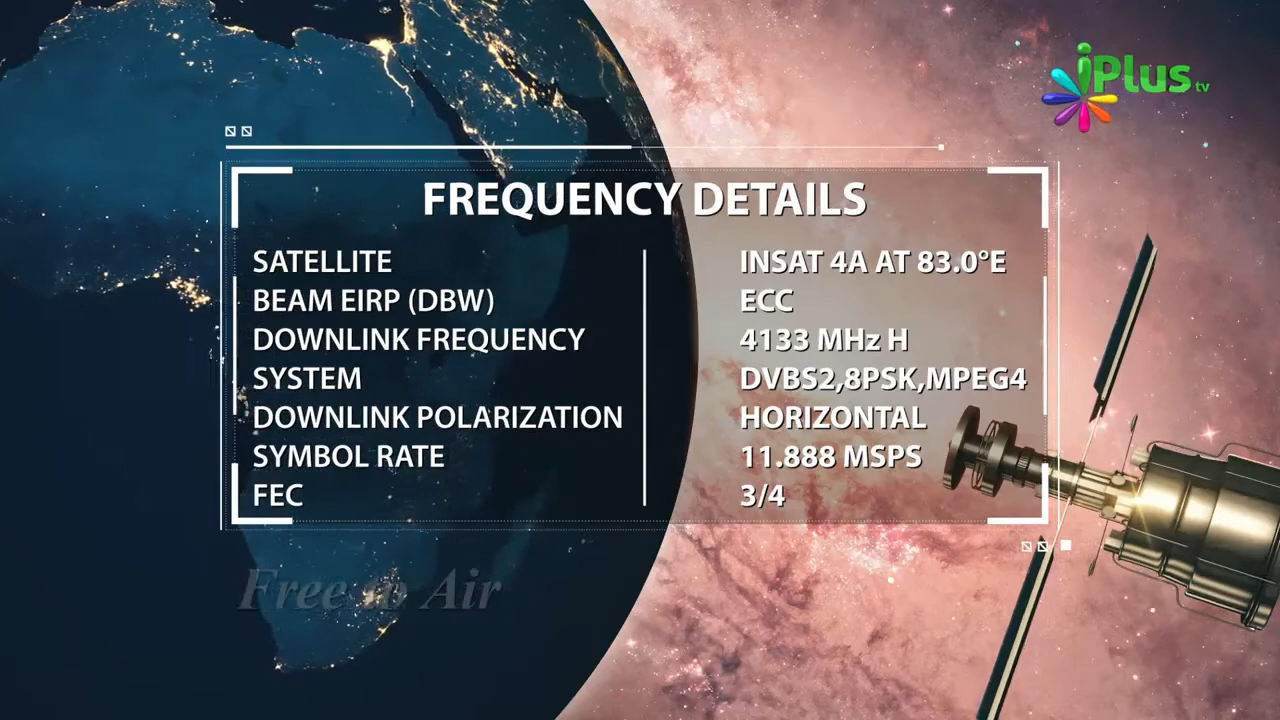 iPlus tv
FREQUENCY DETAILS
SATELLITE INSAT 4A AT 83.0°E
BEAM EIRP (DBW) ECC
DOWNLINK FREQUENCY 4133 MHz H
SYSTEM DVBS2,8PSK,MPEG4
DOWNLINK POLARIZATION HORIZONTAL
SYMBOL RATE 11.888 MSPS
FEC 3/4
Free to Air